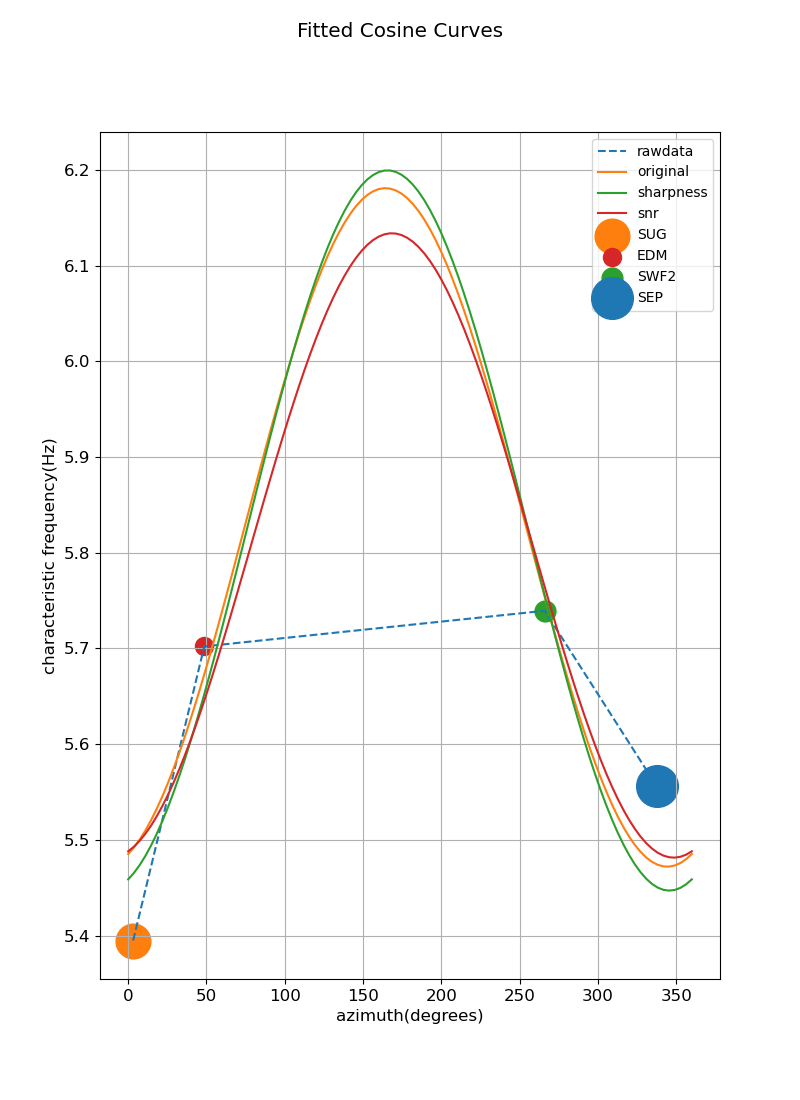 Fitted Cosine Curves
rawdata
original
sharpness
snr
SUG
EDM
SWF2
SEP
characteristic frequency(Hz)
6.2
6.1
6.0
5.9
5.8
5.7
5.6
5.5
5.4
0 50 100 150 200 250 300 350
azimuth(degrees)